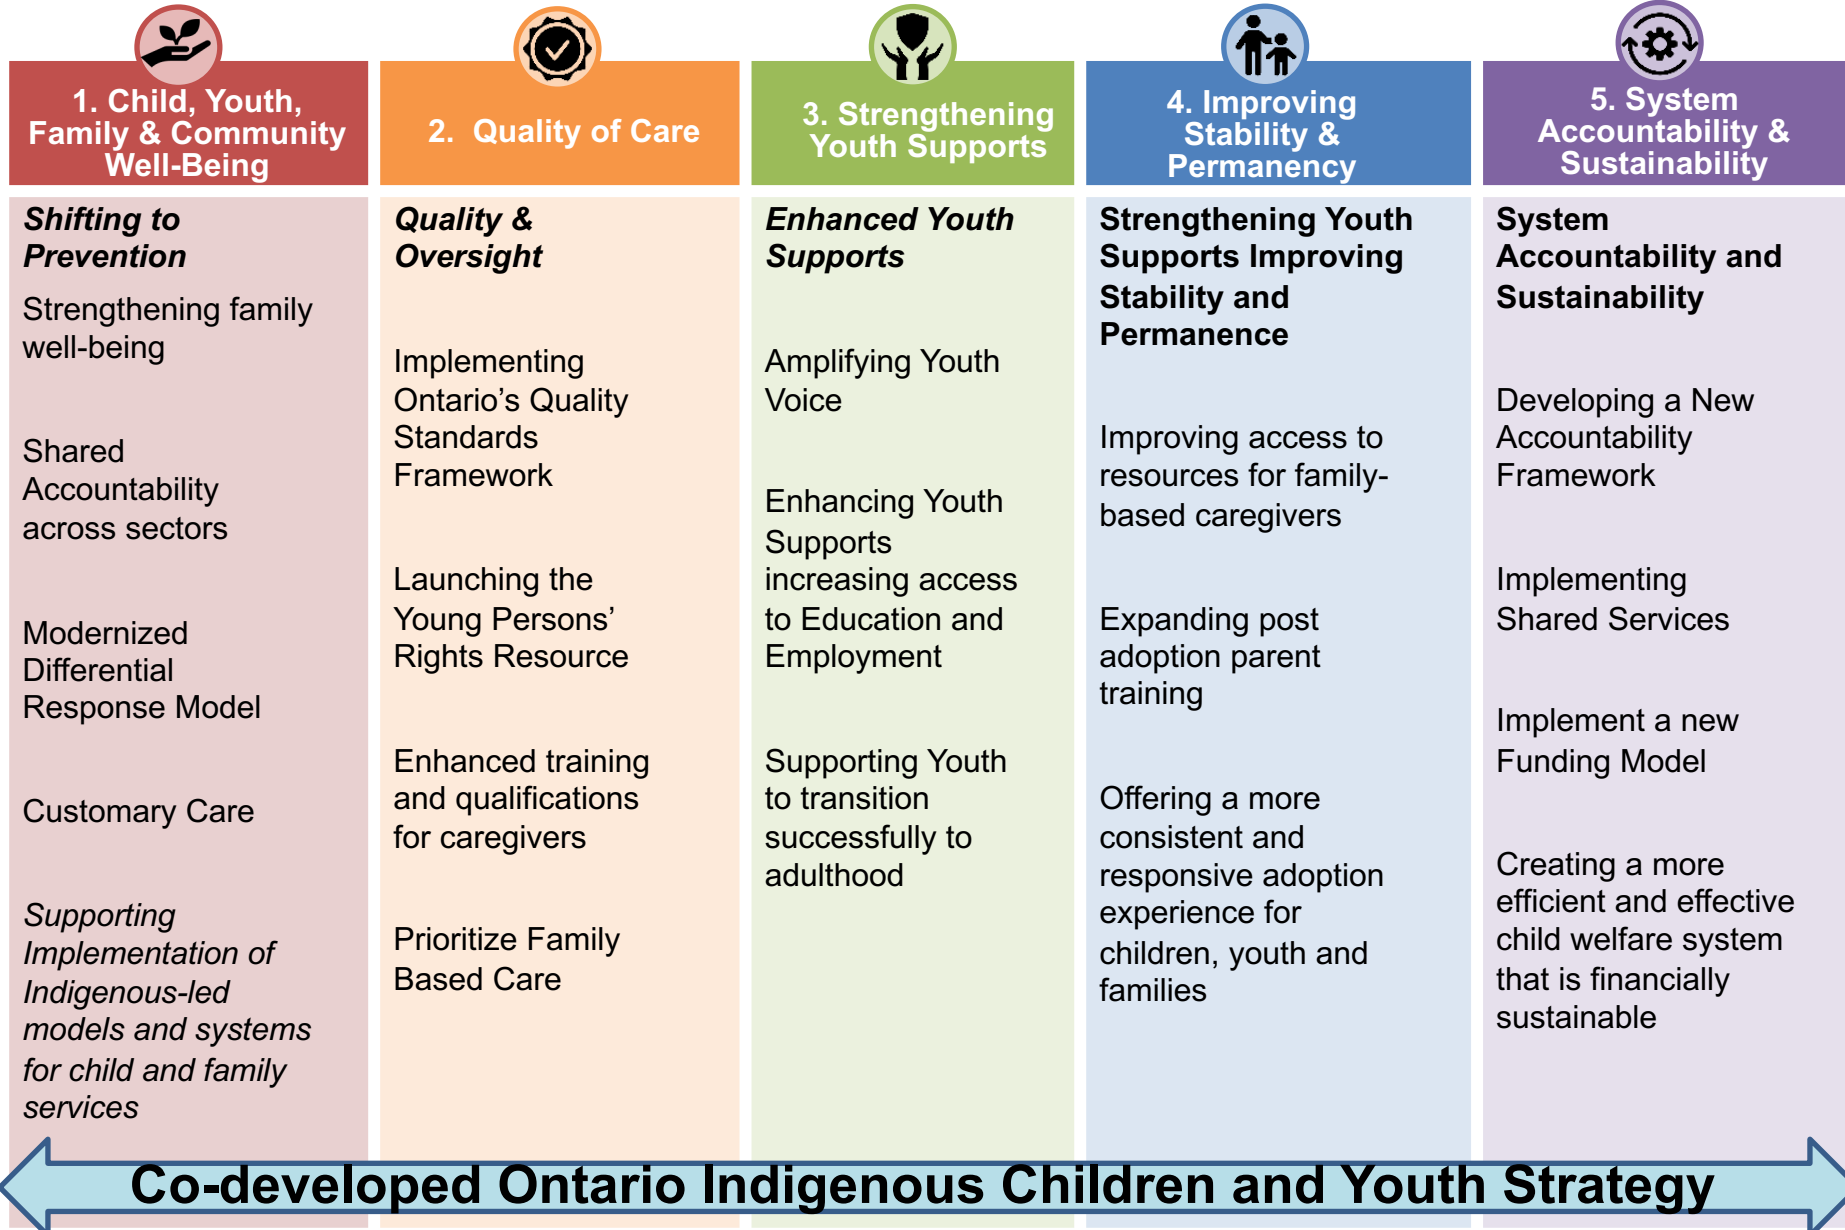 1. Child, Youth,
Family & Community
Well-Being
Shifting to
Prevention
Strengthening family
well-being
Shared
Accountability
across sectors
Modernized
Differential
Response Model
Customary Care
Supporting
Implementation of
Indigenous-led
models and systems
for child and family
services
2. Quality of Care
Quality &
Oversight
Implementing
Ontario’s Quality
Standards
Framework
Launching the
Young Persons’
Rights Resource
Enhanced training
and qualifications
for caregivers
Prioritize Family
Based Care
3. Strengthening
Youth Supports
Enhanced Youth
Supports
Amplifying Youth
Voice
Enhancing Youth
Supports
increasing access
to Education and
Employment
Supporting Youth
to transition
successfully to
adulthood
4. Improving
Stability &
Permanency
Strengthening Youth
Supports Improving
Stability and
Permanence
Improving access to
resources for family-
based caregivers
Expanding post
adoption parent
training
Offering a more
consistent and
responsive adoption
experience for
children, youth and
families
5. System
Accountability &
Sustainability
System
Accountability and
Sustainability
Developing a New
Accountability
Framework
Implementing
Shared Services
Implement a new
Funding Model
Creating a more
efficient and effective
child welfare system
that is financially
sustainable
Co-developed Ontario Indigenous Children and Youth Strategy